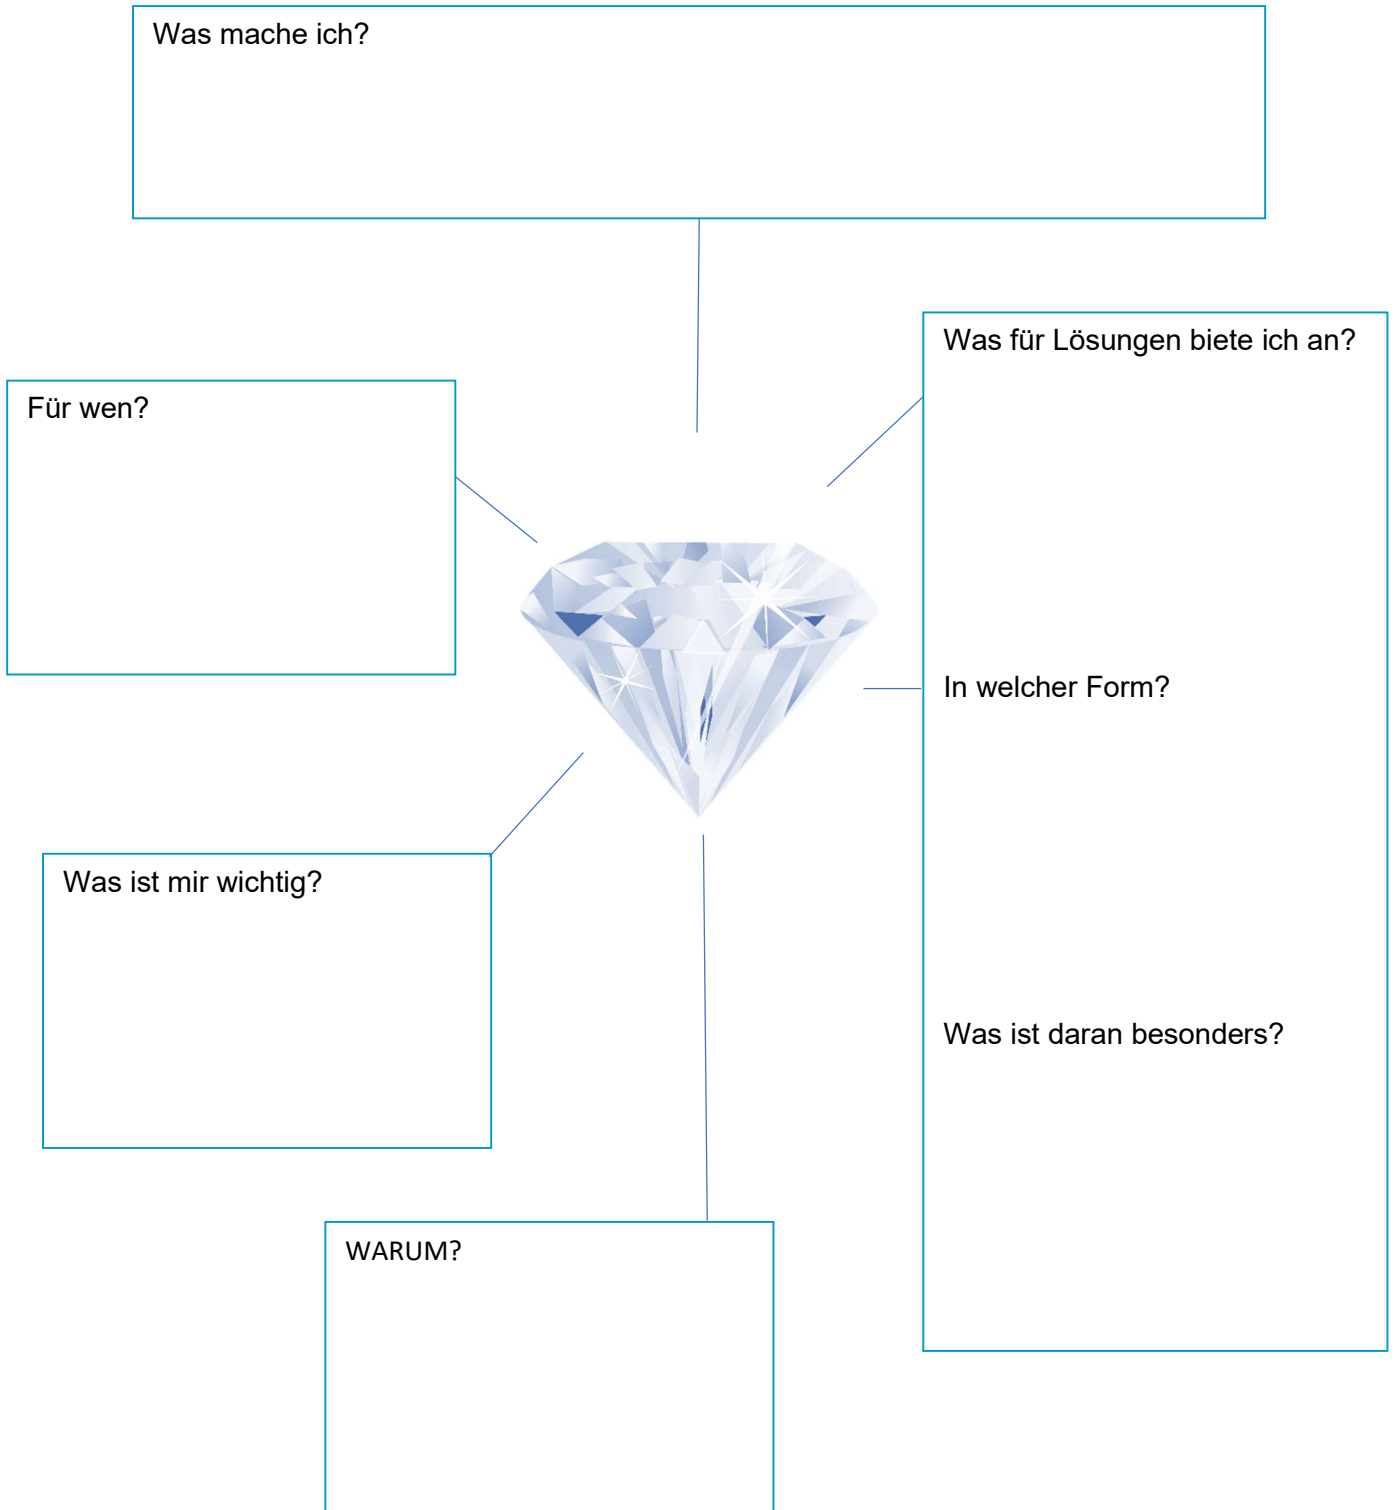 Was mache ich?
Was für Lösungen biete ich an?
Für wen?
In welcher Form?
Was ist mir wichtig?
Was ist daran besonders?
WARUM?